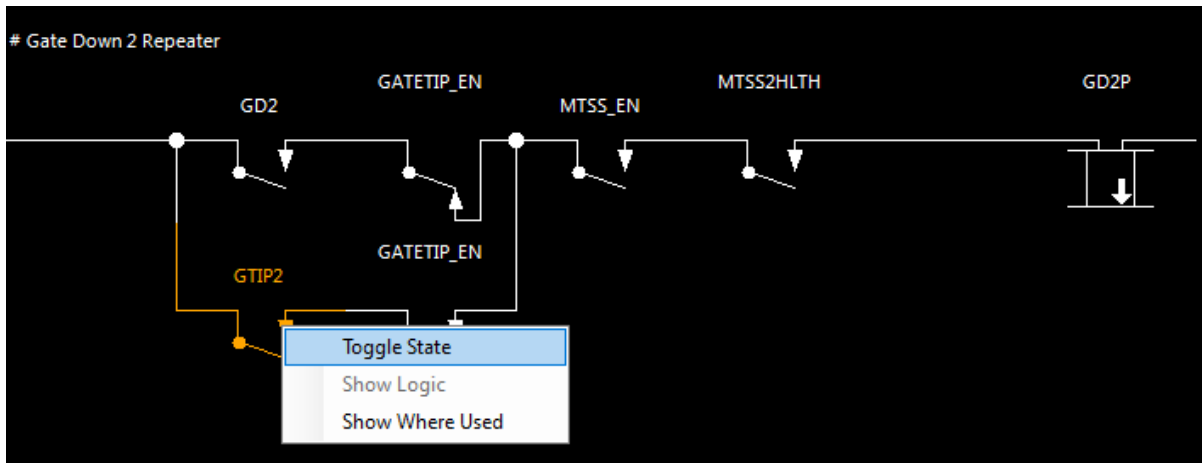 # Gate Down 2 Repeater
GD2
GATETIP_EN
MTSS_EN
MTSS2HLTH
GD2P
GTIP2
GATETIP_EN
Toggle State
Show Logic
Show Where Used